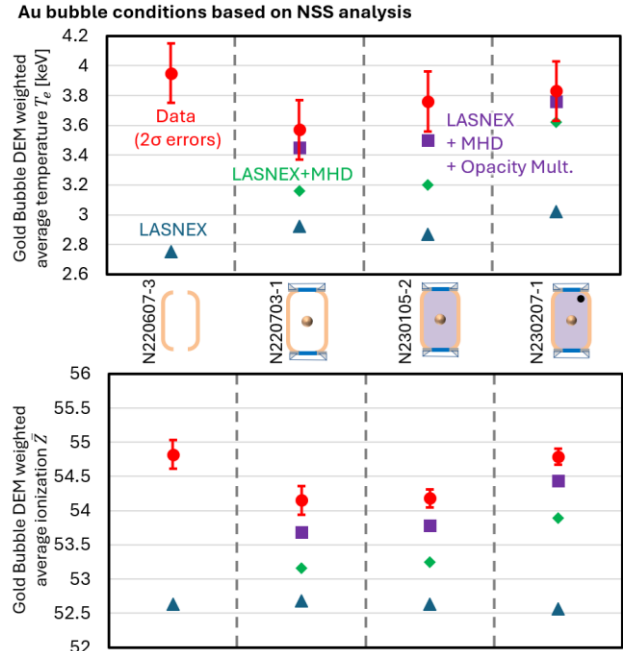 Au bubble conditions based on NSS analysis
Gold Bubble DEM weighted
average temperature Tₑ [keV]
4.2
4
3.8
3.6
3.4
3.2
3
2.8
2.6
Data
(2σ errors)
LASNEX
LASNEX+MHD
LASNEX
+ MHD
+ Opacity Mult.
N220607-3
N220703-1
N230105-2
N230207-1
Gold Bubble DEM weighted
average ionization Z̄
56
55.5
55
54.5
54
53.5
53
52.5
52